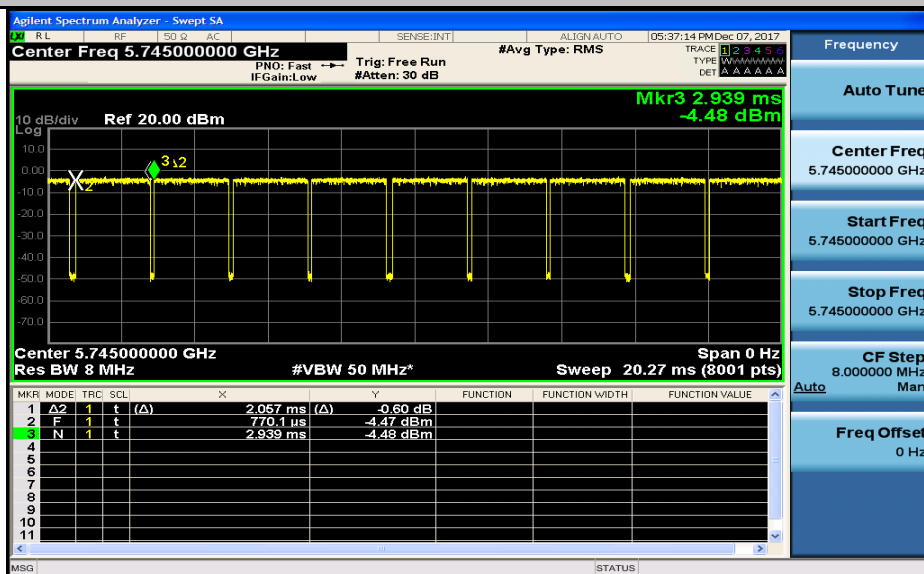 Agilent Spectrum Analyzer - Swept SA
LXI RL RF 50 Ω AC SENSE:INT ALIGN AUTO 05:37:14 PM Dec 07, 2017
Center Freq 5.745000000 GHz #Avg Type: RMS TRACE 1 2 3 4 5 6
PNO: Fast Trig: Free Run TYPE WWWWWW
IFGain:Low #Atten: 30 dB DET A A A A A A
Mkr3 2.939 ms
10 dB/div Ref 20.00 dBm -4.48 dBm
Log
10.0
0.00
-10.0
-20.0
-30.0
-40.0
-50.0
-60.0
-70.0
3Δ2
2
Center 5.745000000 GHz Span 0 Hz
Res BW 8 MHz #VBW 50 MHz* Sweep 20.27 ms (8001 pts)
MKR MODE TRC SCL X Y FUNCTION FUNCTION WIDTH FUNCTION VALUE
1 Δ2 1 t (Δ) 2.057 ms (Δ) -0.60 dB
2 F 1 t 770.1 µs -4.47 dBm
3 N 1 t 2.939 ms -4.48 dBm
4
5
6
7
8
9
10
11
MSG STATUS
Frequency
Auto Tune
Center Freq
5.745000000 GHz
Start Freq
5.745000000 GHz
Stop Freq
5.745000000 GHz
CF Step
8.000000 MHz
Auto Man
Freq Offset
0 Hz